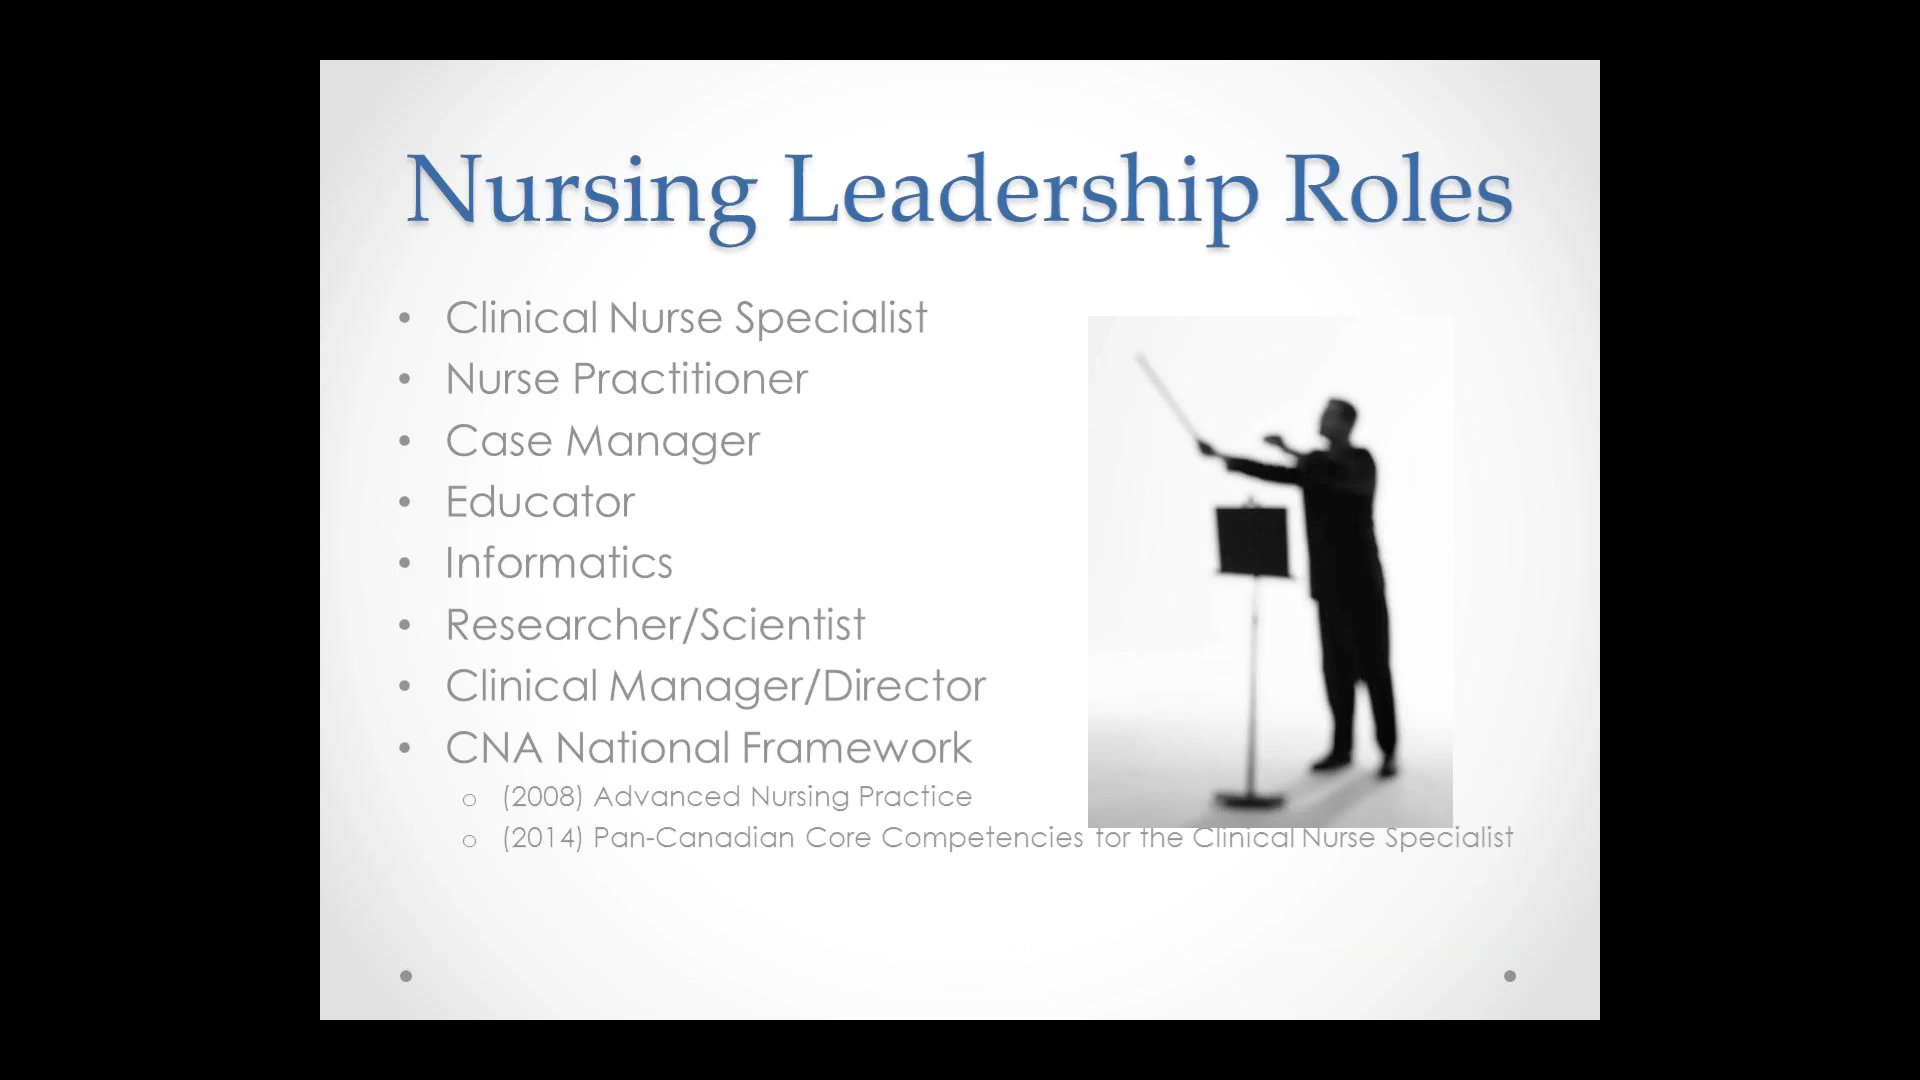 Nursing Leadership Roles
• Clinical Nurse Specialist
• Nurse Practitioner
• Case Manager
• Educator
• Informatics
• Researcher/Scientist
• Clinical Manager/Director
• CNA National Framework
o (2008) Advanced Nursing Practice
o (2014) Pan-Canadian Core Competencies for the Clinical Nurse Specialist